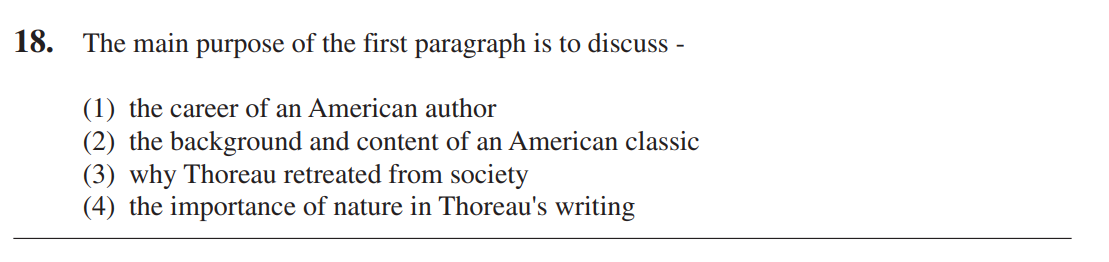 18. The main purpose of the first paragraph is to discuss -
(1) the career of an American author
(2) the background and content of an American classic
(3) why Thoreau retreated from society
(4) the importance of nature in Thoreau's writing